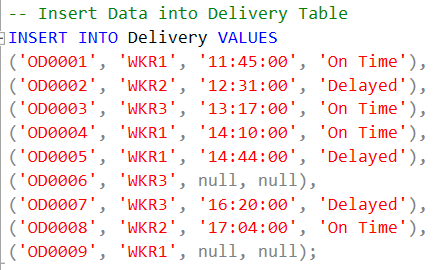 -- Insert Data into Delivery Table
INSERT INTO Delivery VALUES
('OD0001', 'WKR1', '11:45:00', 'On Time'),
('OD0002', 'WKR2', '12:31:00', 'Delayed'),
('OD0003', 'WKR3', '13:17:00', 'On Time'),
('OD0004', 'WKR1', '14:10:00', 'On Time'),
('OD0005', 'WKR1', '14:44:00', 'Delayed'),
('OD0006', 'WKR3', null, null),
('OD0007', 'WKR3', '16:20:00', 'Delayed'),
('OD0008', 'WKR2', '17:04:00', 'On Time'),
('OD0009', 'WKR1', null, null);